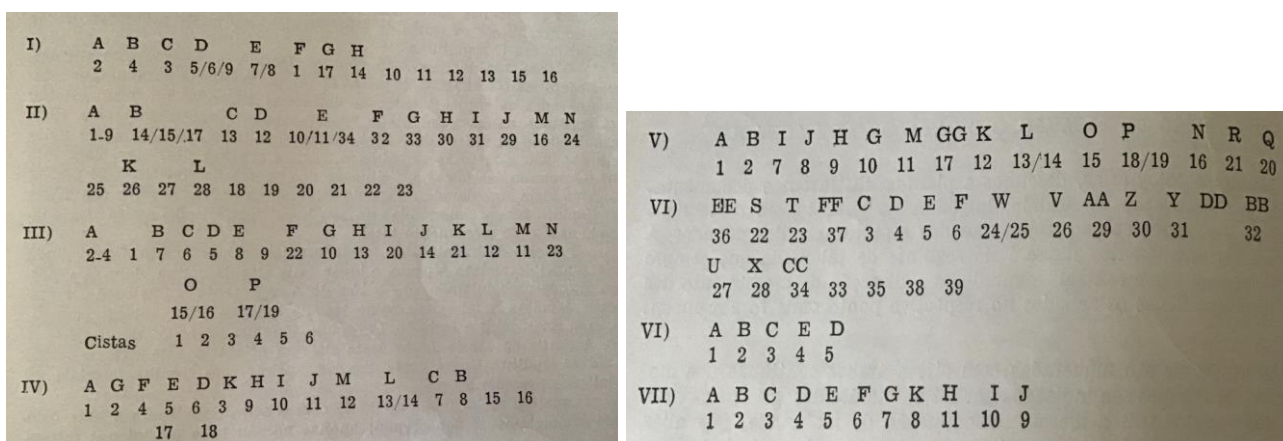 I) A B C D E F G H
2 4 3 5/6/9 7/8 1 17 14 10 11 12 13 15 16
II) A B C D E F G H I J M N
1-9 14/15/.17 13 12 10/11/34 32 33 30 31 29 16 24
K L
25 26 27 28 18 19 20 21 22 23
III) A B C D E F G H I J K L M N
2-4 1 7 6 5 8 9 22 10 13 20 14 21 12 11 23
O P
15/16 17/19
Cistas 1 2 3 4 5 6
IV) A G F E D K H I J M L C B
1 2 4 5 6 3 9 10 11 12 13/14 7 8 15 16
17 18
V) A B I J H G M GG K L O P N R Q
1 2 7 8 9 10 11 17 12 13/14 15 18/19 16 21 20
VI) EE S T FF C D E F W V AA Z Y DD BB
36 22 23 37 3 4 5 6 24/25 26 29 30 31 32
U X CC
27 28 34 33 35 38 39
VI) A B C E D
1 2 3 4 5
VII) A B C D E F G K H I J
1 2 3 4 5 6 7 8 11 10 9